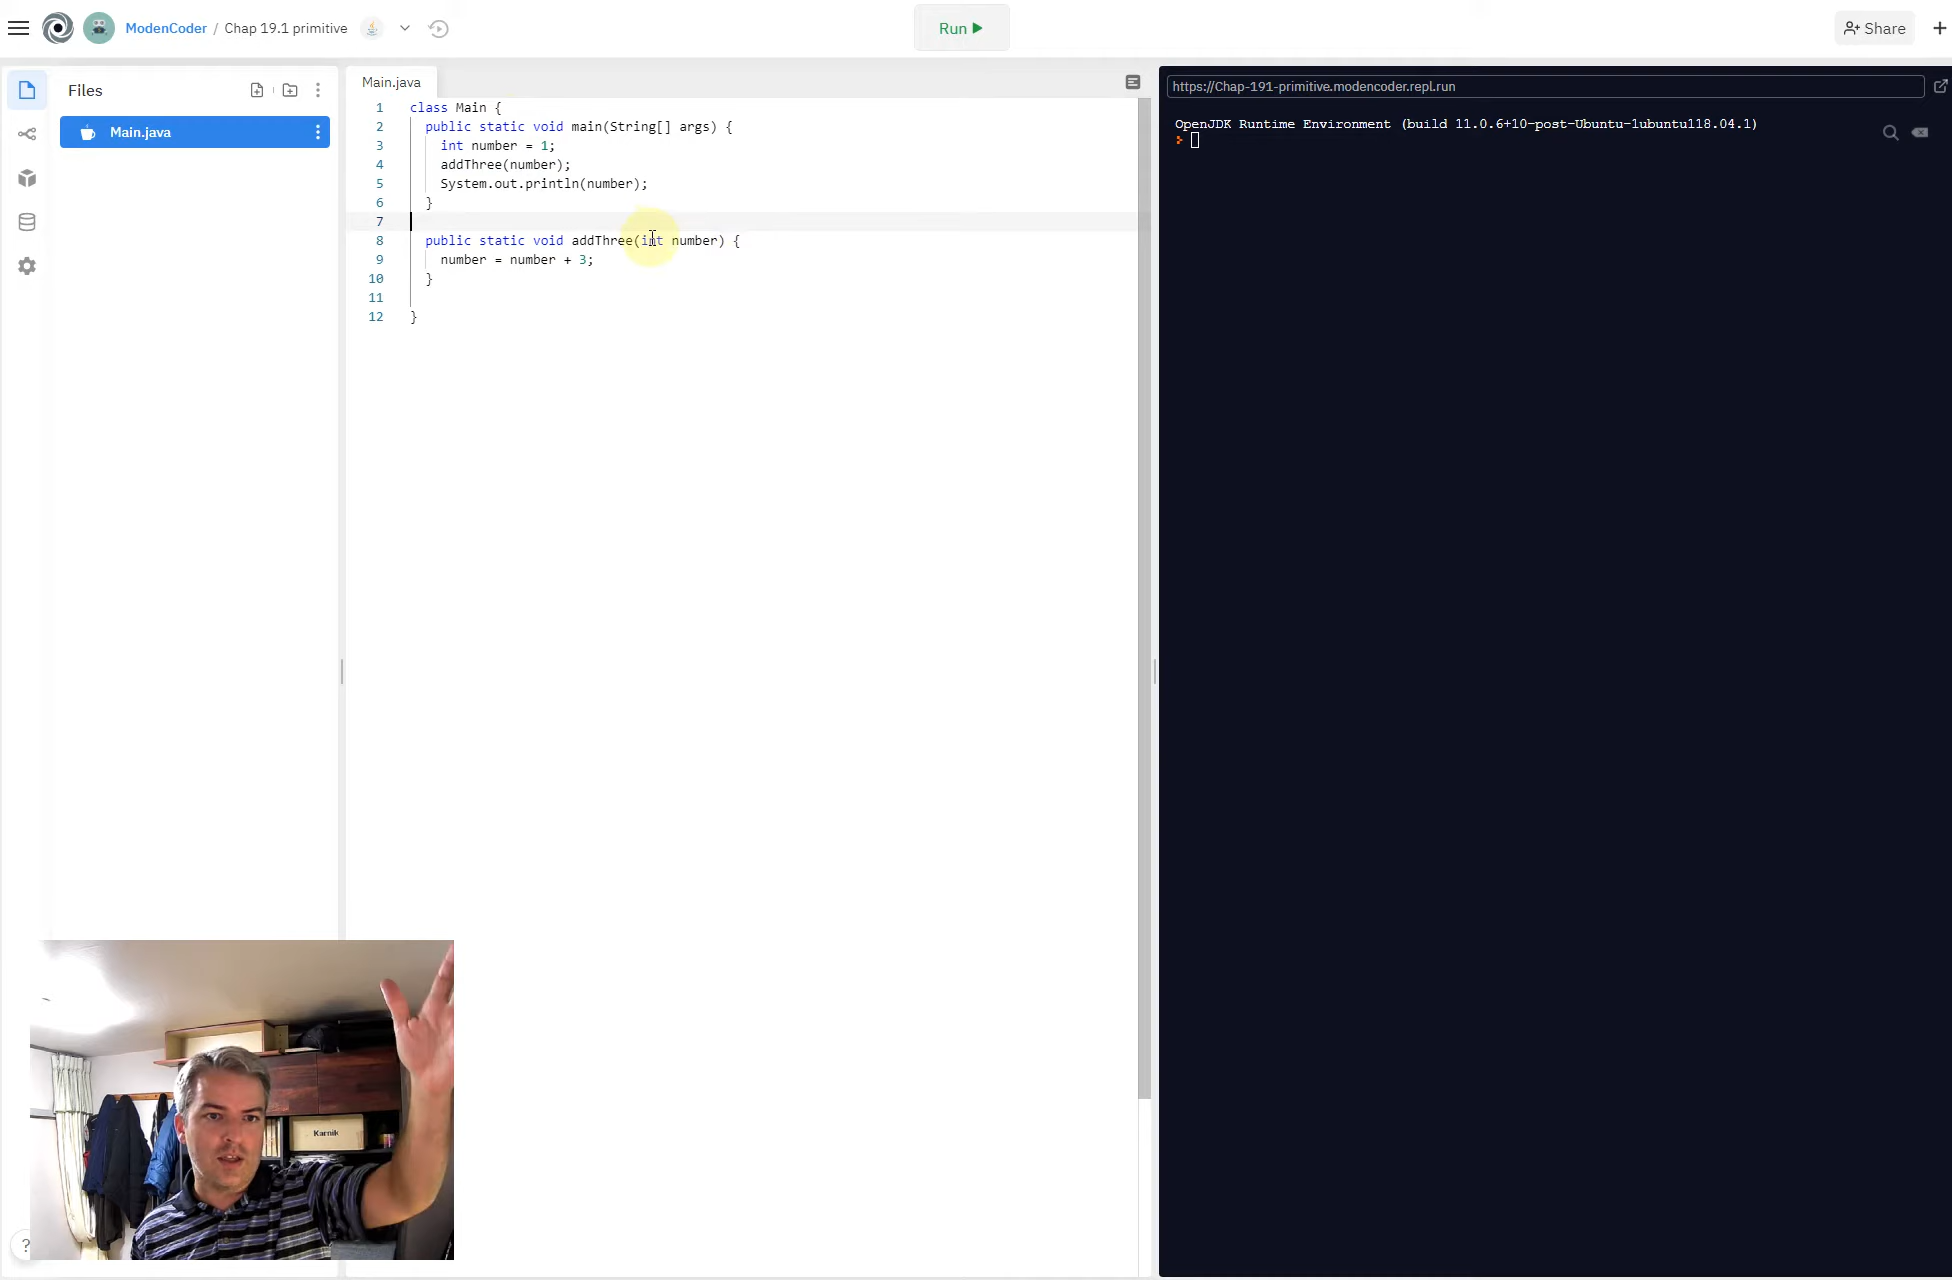 ModenCoder / Chap 19.1 primitive
Run
Share
Files
Main.java
Main.java
https://Chap-191-primitive.modencoder.repl.run
OpenJDK Runtime Environment (build 11.0.6+10-post-Ubuntu-1ubuntu118.04.1)
1 class Main {
2 public static void main(String[] args) {
3 int number = 1;
4 addThree(number);
5 System.out.println(number);
6 }
7
8 public static void addThree(int number) {
9 number = number + 3;
10 }
11
12 }
Karnik
?